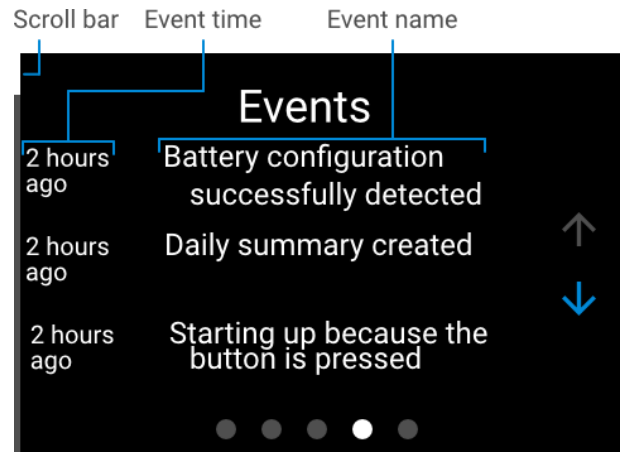 Scroll bar Event time Event name
Events
2 hours ago Battery configuration successfully detected
2 hours ago Daily summary created
2 hours ago Starting up because the button is pressed